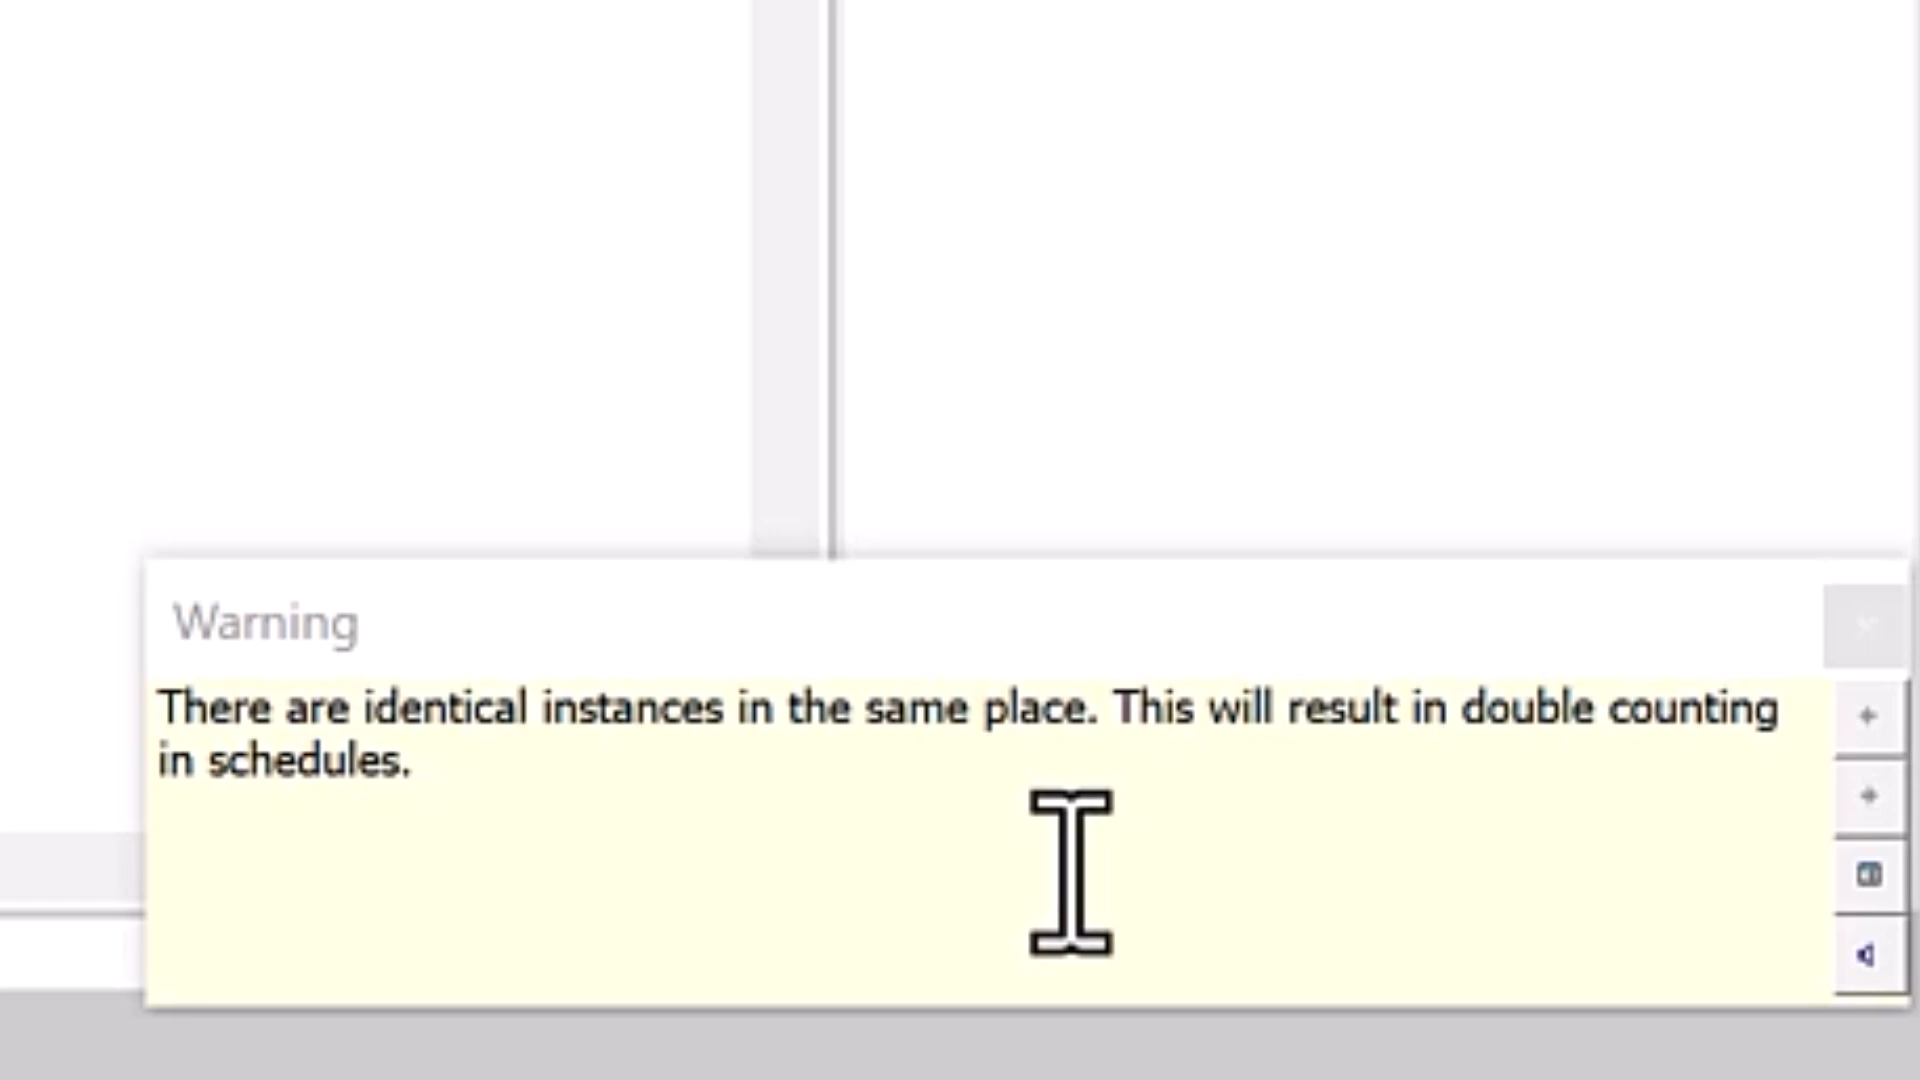 Warning
There are identical instances in the same place. This will result in double counting
in schedules.